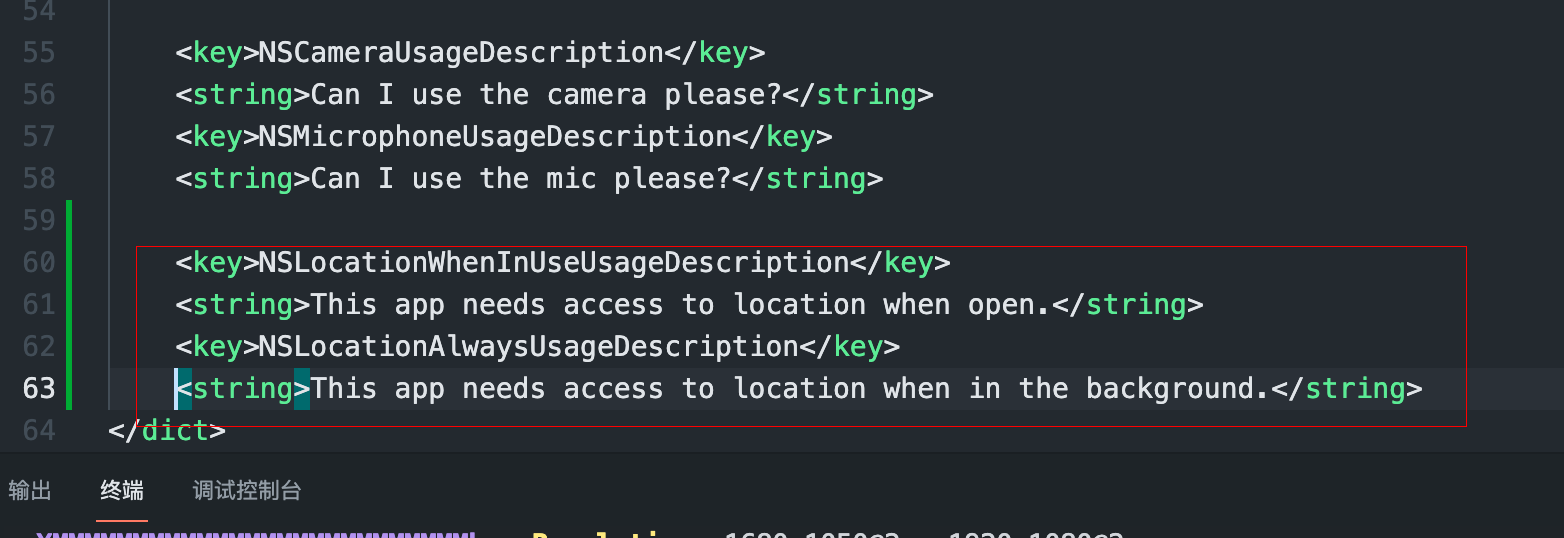 54
55 <key>NSCameraUsageDescription</key>
56 <string>Can I use the camera please?</string>
57 <key>NSMicrophoneUsageDescription</key>
58 <string>Can I use the mic please?</string>
59
60 <key>NSLocationWhenInUseUsageDescription</key>
61 <string>This app needs access to location when open.</string>
62 <key>NSLocationAlwaysUsageDescription</key>
63 <string>This app needs access to location when in the background.</string>
64 </dict>
输出 终端 调试控制台